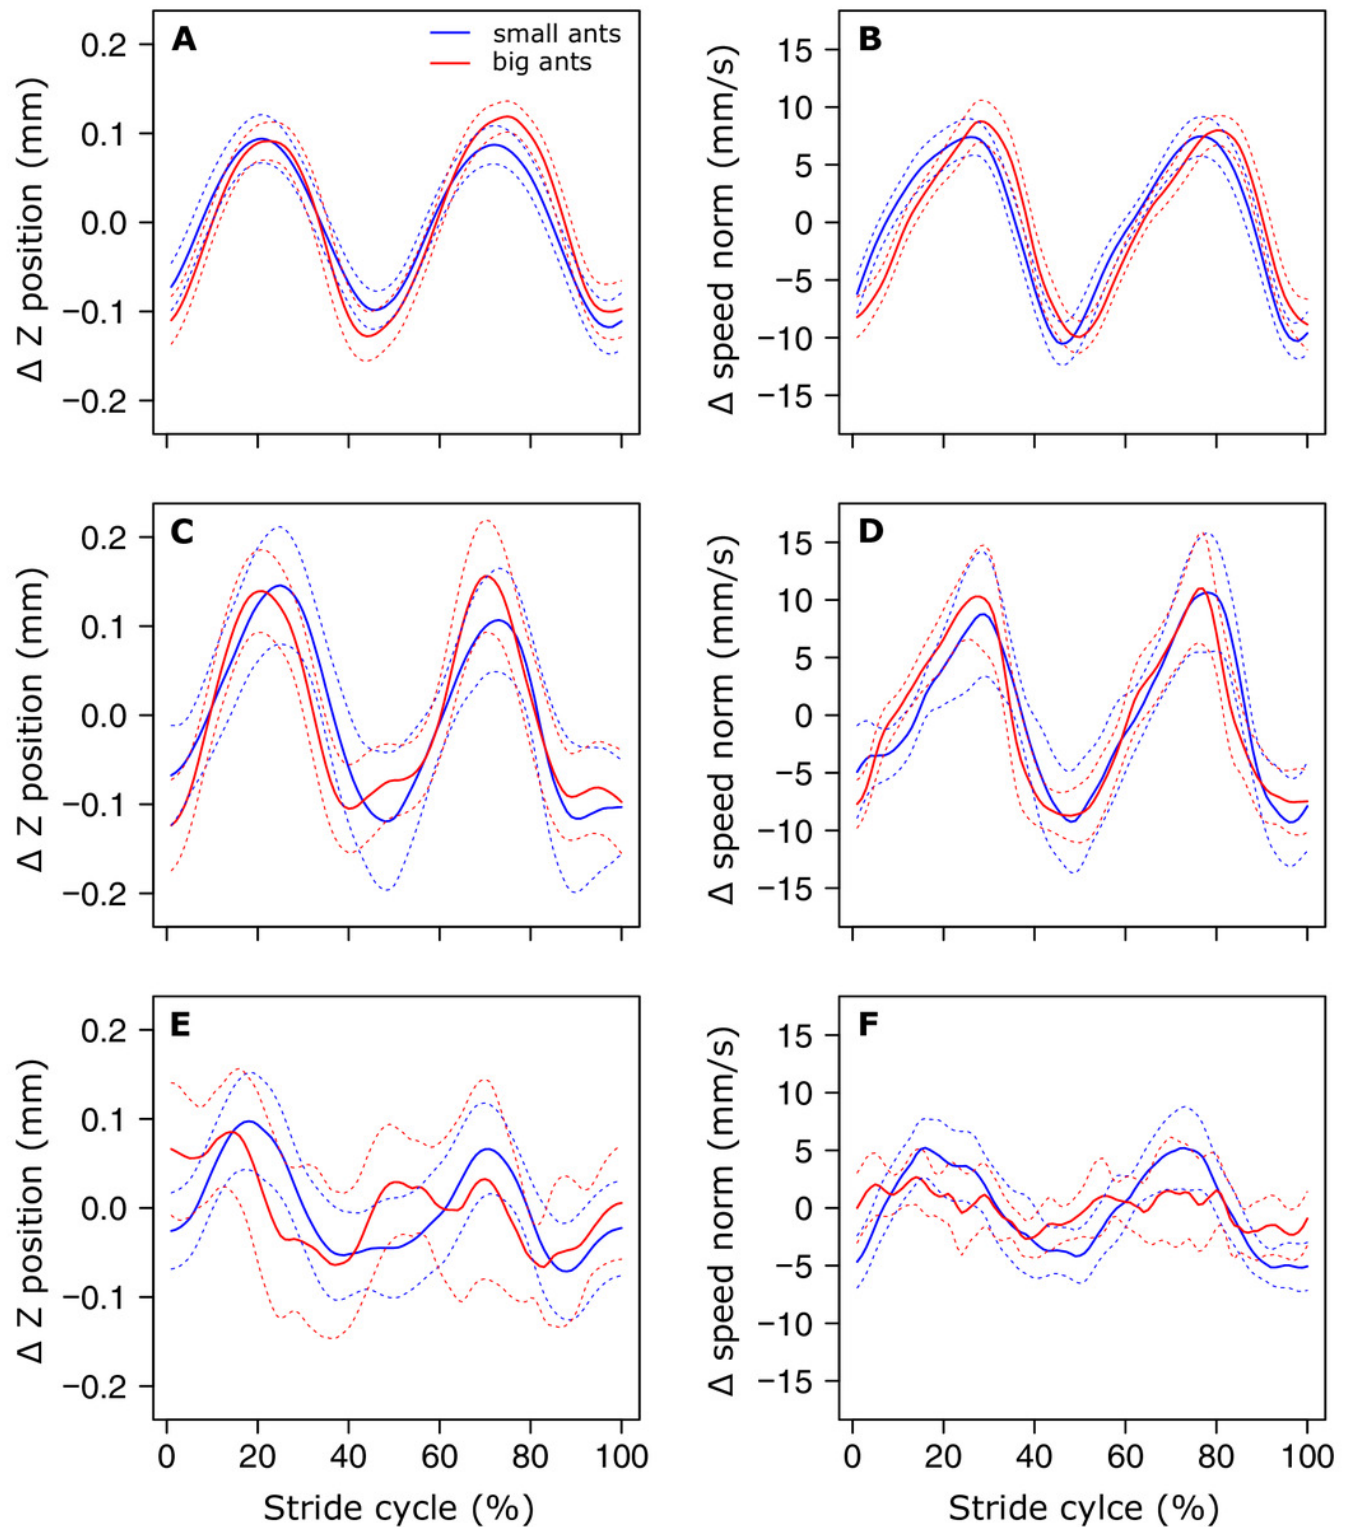 A
small ants
big ants
0.2
0.1
0.0
−0.1
−0.2
Δ Z position (mm)
B
15
10
5
0
−5
−10
−15
Δ speed norm (mm/s)
C
0.2
0.1
0.0
−0.1
−0.2
Δ Z position (mm)
D
15
10
5
0
−5
−10
−15
Δ speed norm (mm/s)
E
0.2
0.1
0.0
−0.1
−0.2
Δ Z position (mm)
0 20 40 60 80 100
Stride cycle (%)
F
15
10
5
0
−5
−10
−15
Δ speed norm (mm/s)
0 20 40 60 80 100
Stride cylce (%)